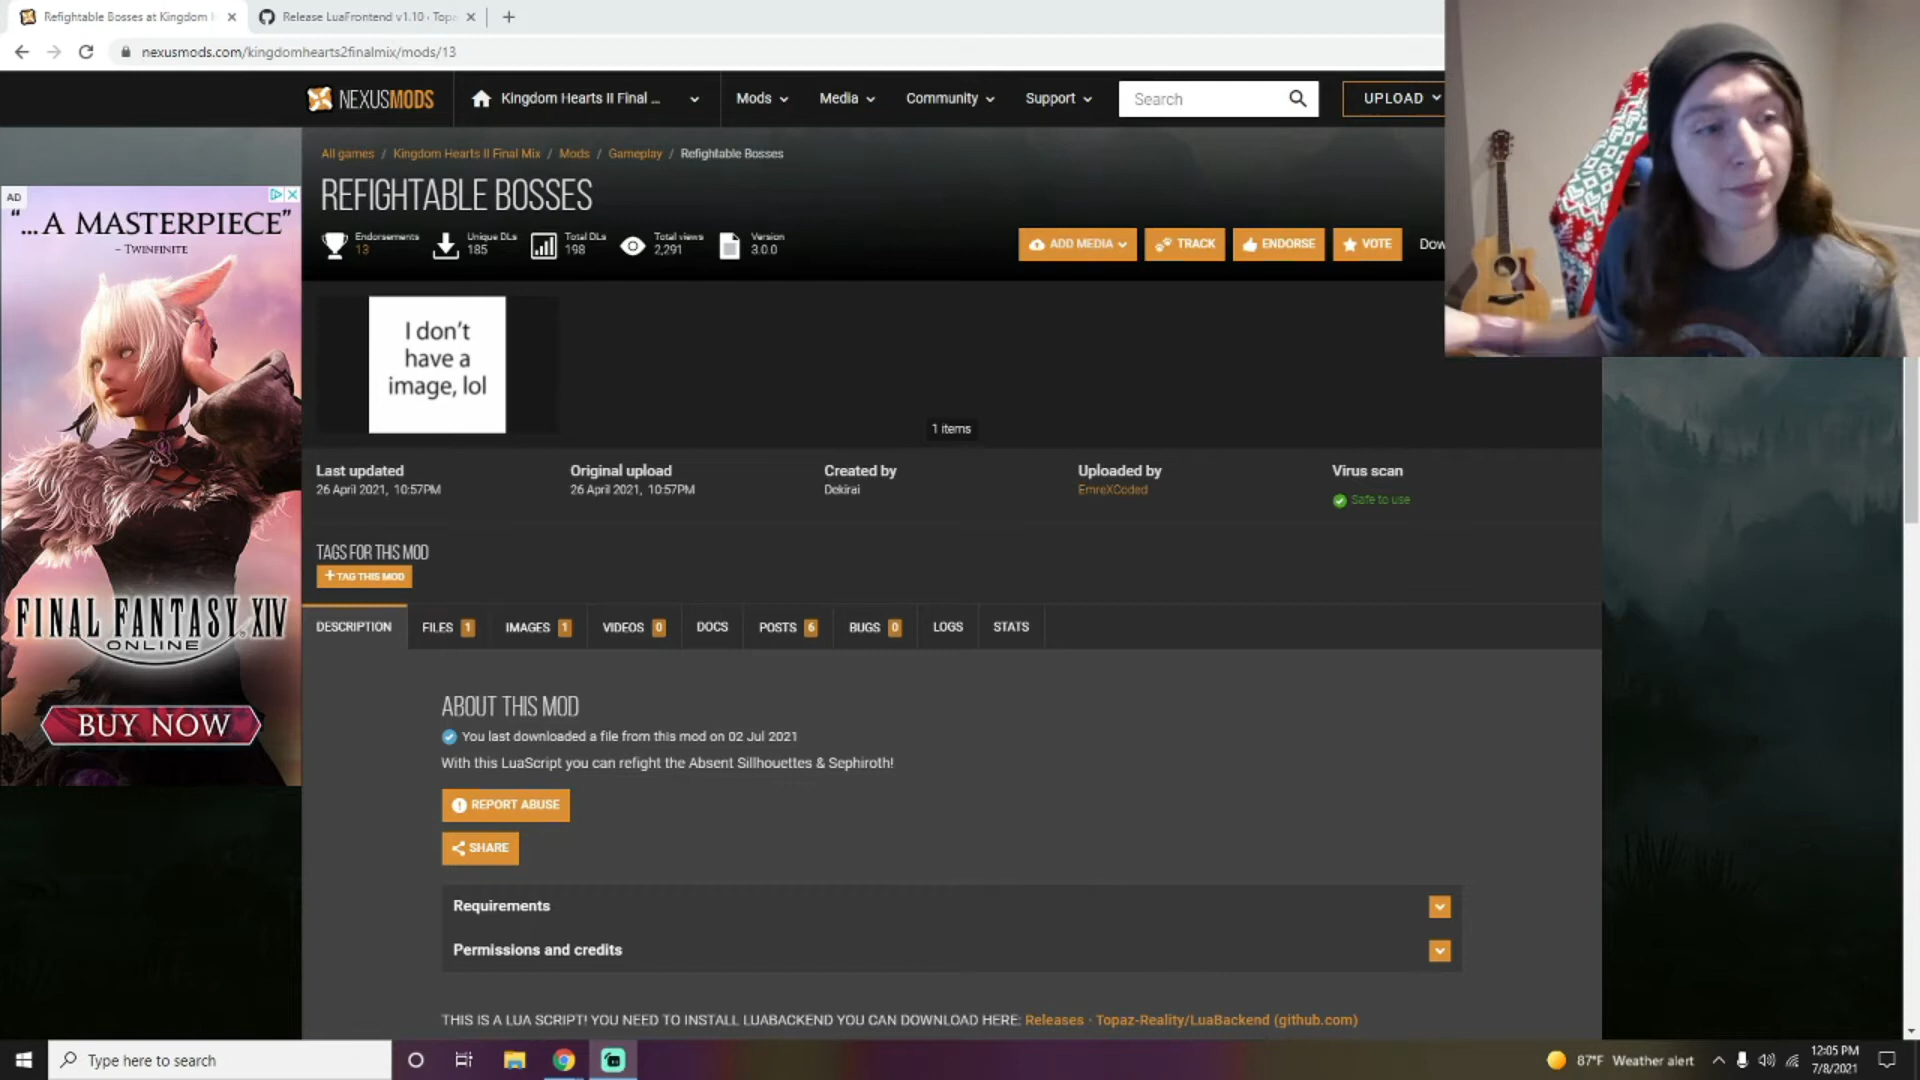 Refightable Bosses at Kingdom H
Release LuaFrontend v1.10 · Topa
nexusmods.com/kingdomhearts2finalmix/mods/13
NEXUSMODS
Kingdom Hearts II Final ...
Mods
Media
Community
Support
Search
UPLOAD
All games / Kingdom Hearts II Final Mix / Mods / Gameplay / Refightable Bosses
REFIGHTABLE BOSSES
Endorsements
13
Unique DLs
185
Total DLs
198
Total views
2,291
Version
3.0.0
ADD MEDIA
TRACK
ENDORSE
VOTE
Dow
AD
"...A MASTERPIECE"
– TWINFINITE
FINAL FANTASY XIV
ONLINE
BUY NOW
I don't
have a
image, lol
1 items
Last updated
26 April 2021, 10:57PM
Original upload
26 April 2021, 10:57PM
Created by
Dekirai
Uploaded by
EmreXCoded
Virus scan
Safe to use
TAGS FOR THIS MOD
+ TAG THIS MOD
DESCRIPTION
FILES 1
IMAGES 1
VIDEOS 0
DOCS
POSTS 6
BUGS 0
LOGS
STATS
ABOUT THIS MOD
You last downloaded a file from this mod on 02 Jul 2021
With this LuaScript you can refight the Absent Sillhouettes & Sephiroth!
REPORT ABUSE
SHARE
Requirements
Permissions and credits
THIS IS A LUA SCRIPT! YOU NEED TO INSTALL LUABACKEND YOU CAN DOWNLOAD HERE: Releases · Topaz-Reality/LuaBackend (github.com)
Type here to search
87°F Weather alert
12:05 PM
7/8/2021